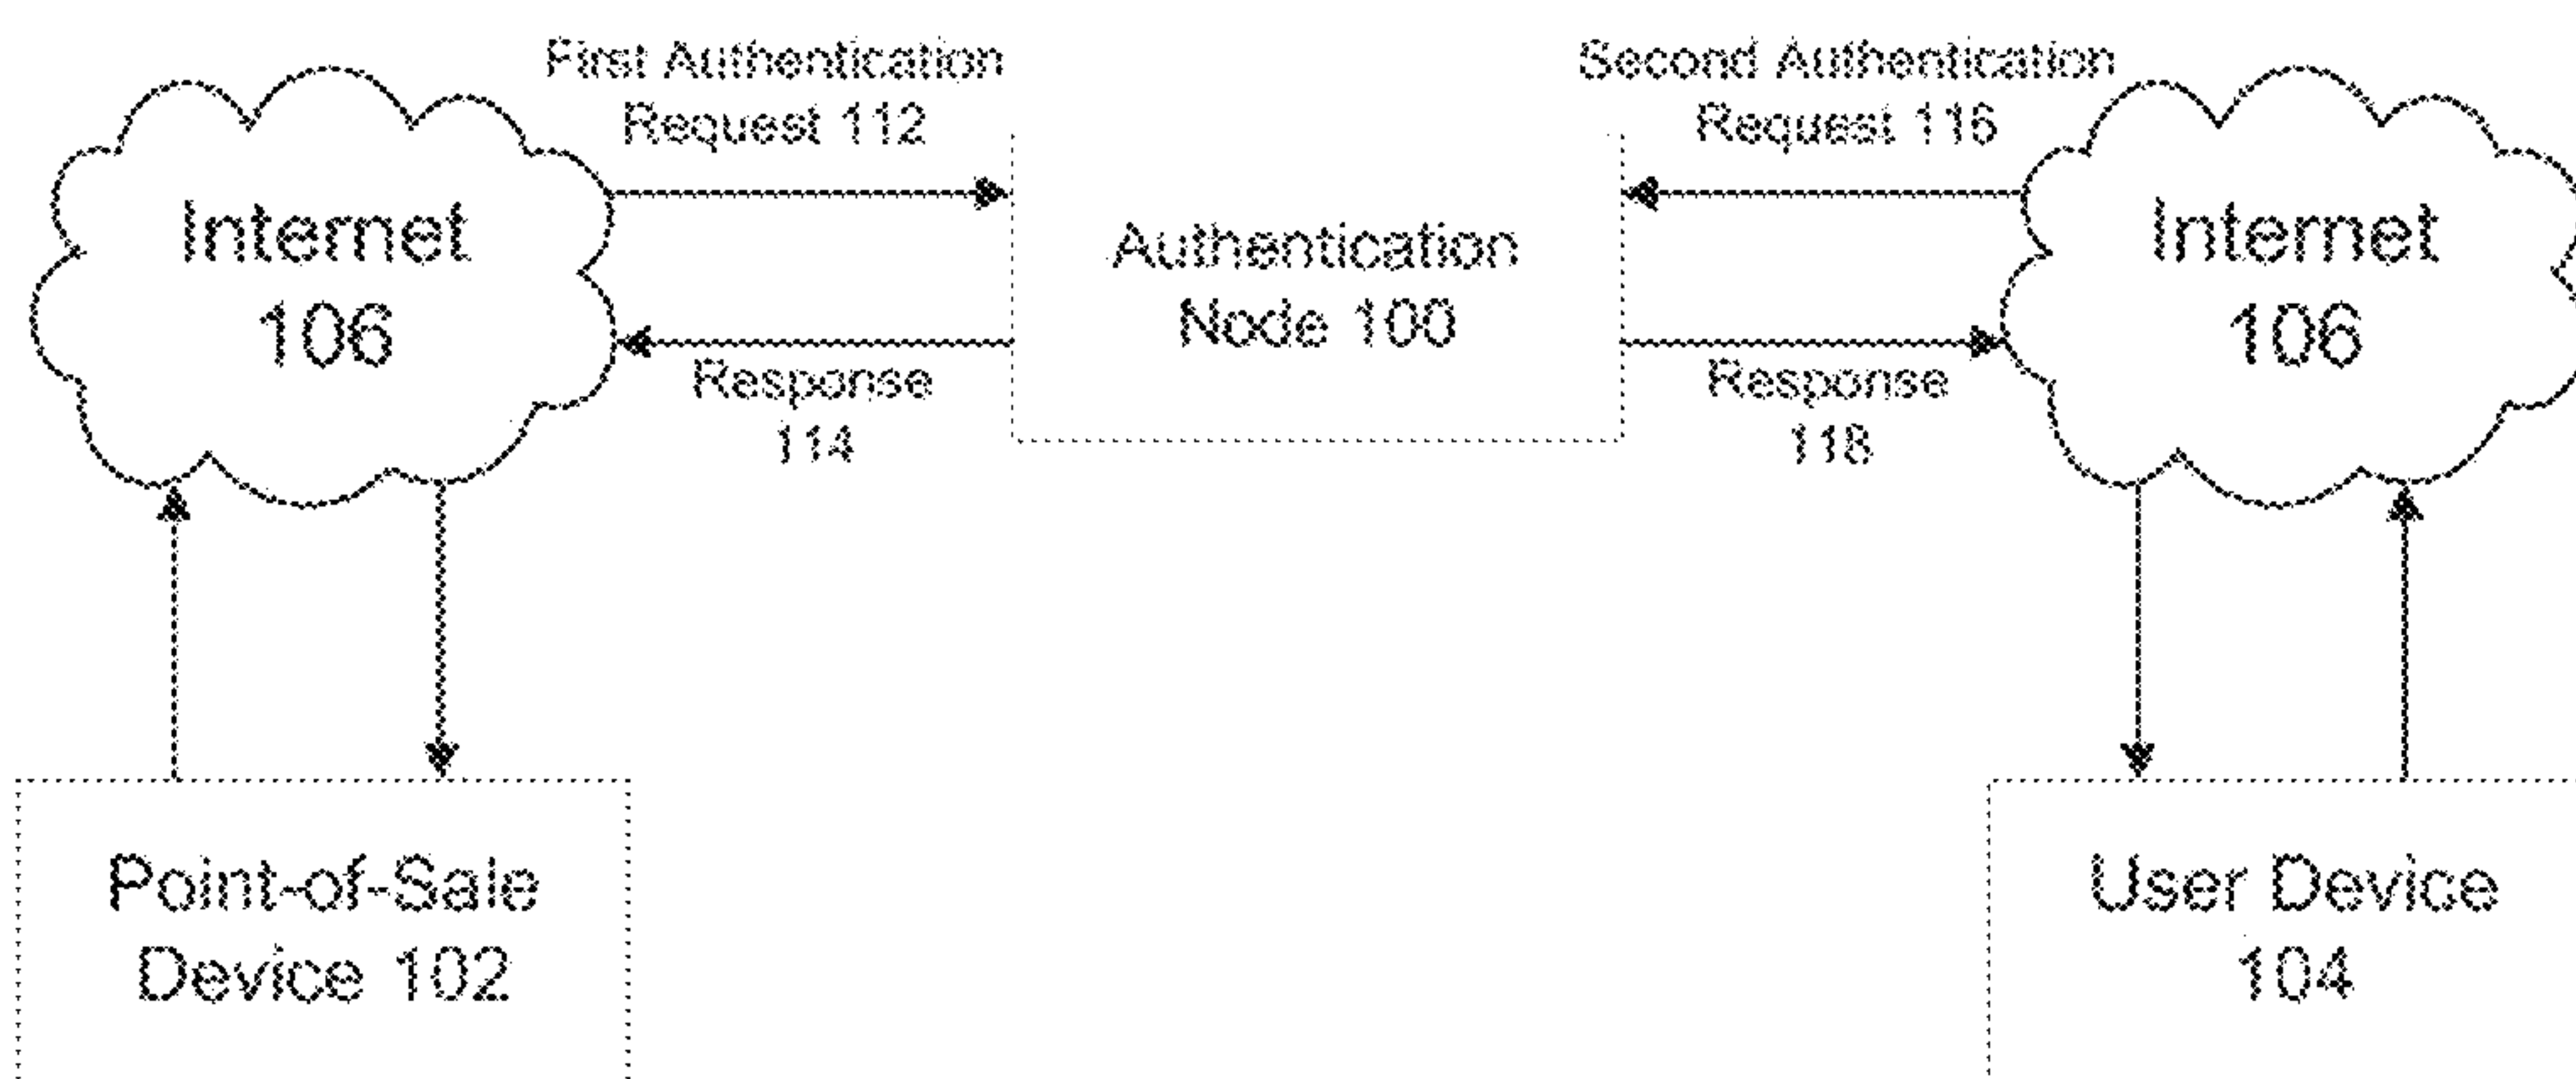 First Authentication
Request 112
Second Authentication
Request 116
Internet
106
Authentication
Node 100
Internet
106
Response
114
Response
118
Point-of-Sale
Device 102
User Device
104